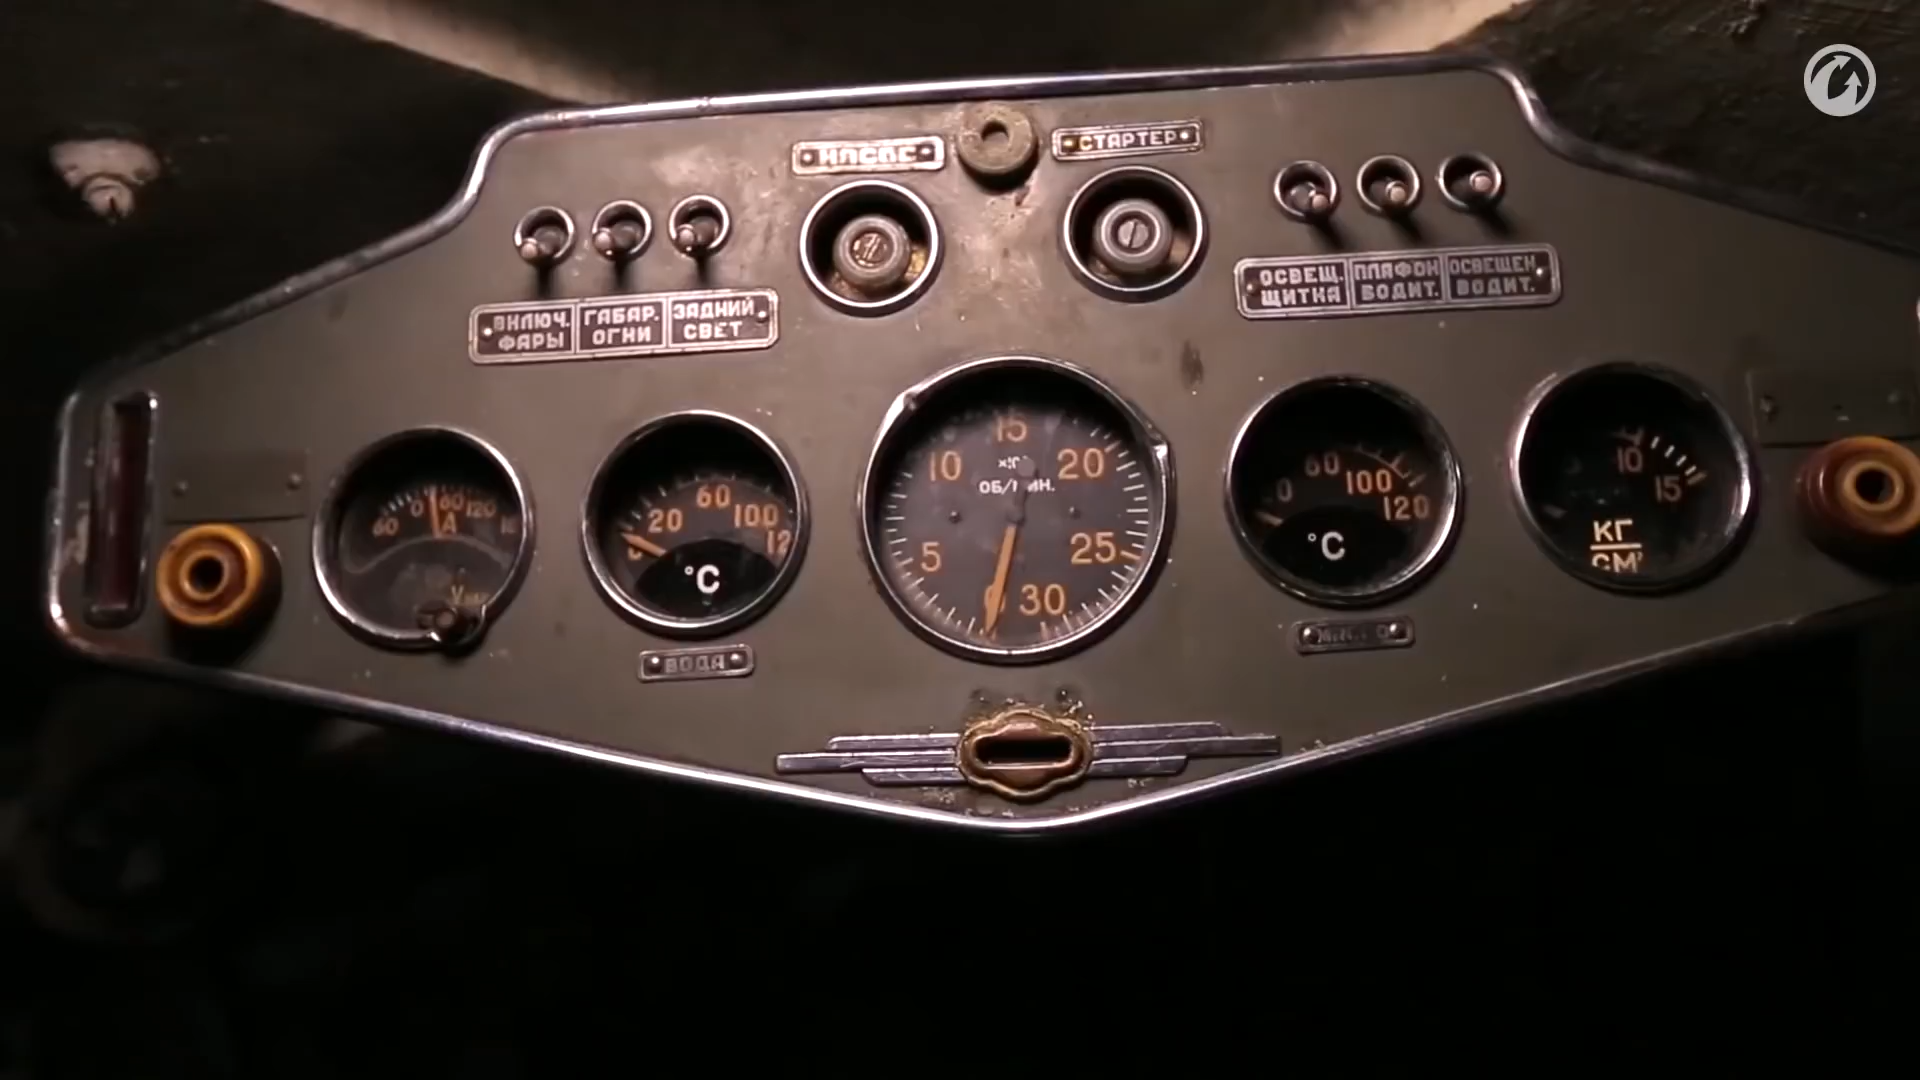 НАСОС
СТАРТЕР
ВКЛЮЧ. ФАРЫ
ГАБАР. ОГНИ
ЗАДНИЙ СВЕТ
ОСВЕЩ. ЩИТКА
ПЛАФОН ВОДИТ.
ОСВЕЩЕН. ВОДИТ.
60 0 60 120
A
0 20 60 100 12
°C
ВОДА
0 5 10 15 20 25 30
ОБ/МИН.
60 100 120
°C
10 15
КГ
СМ²